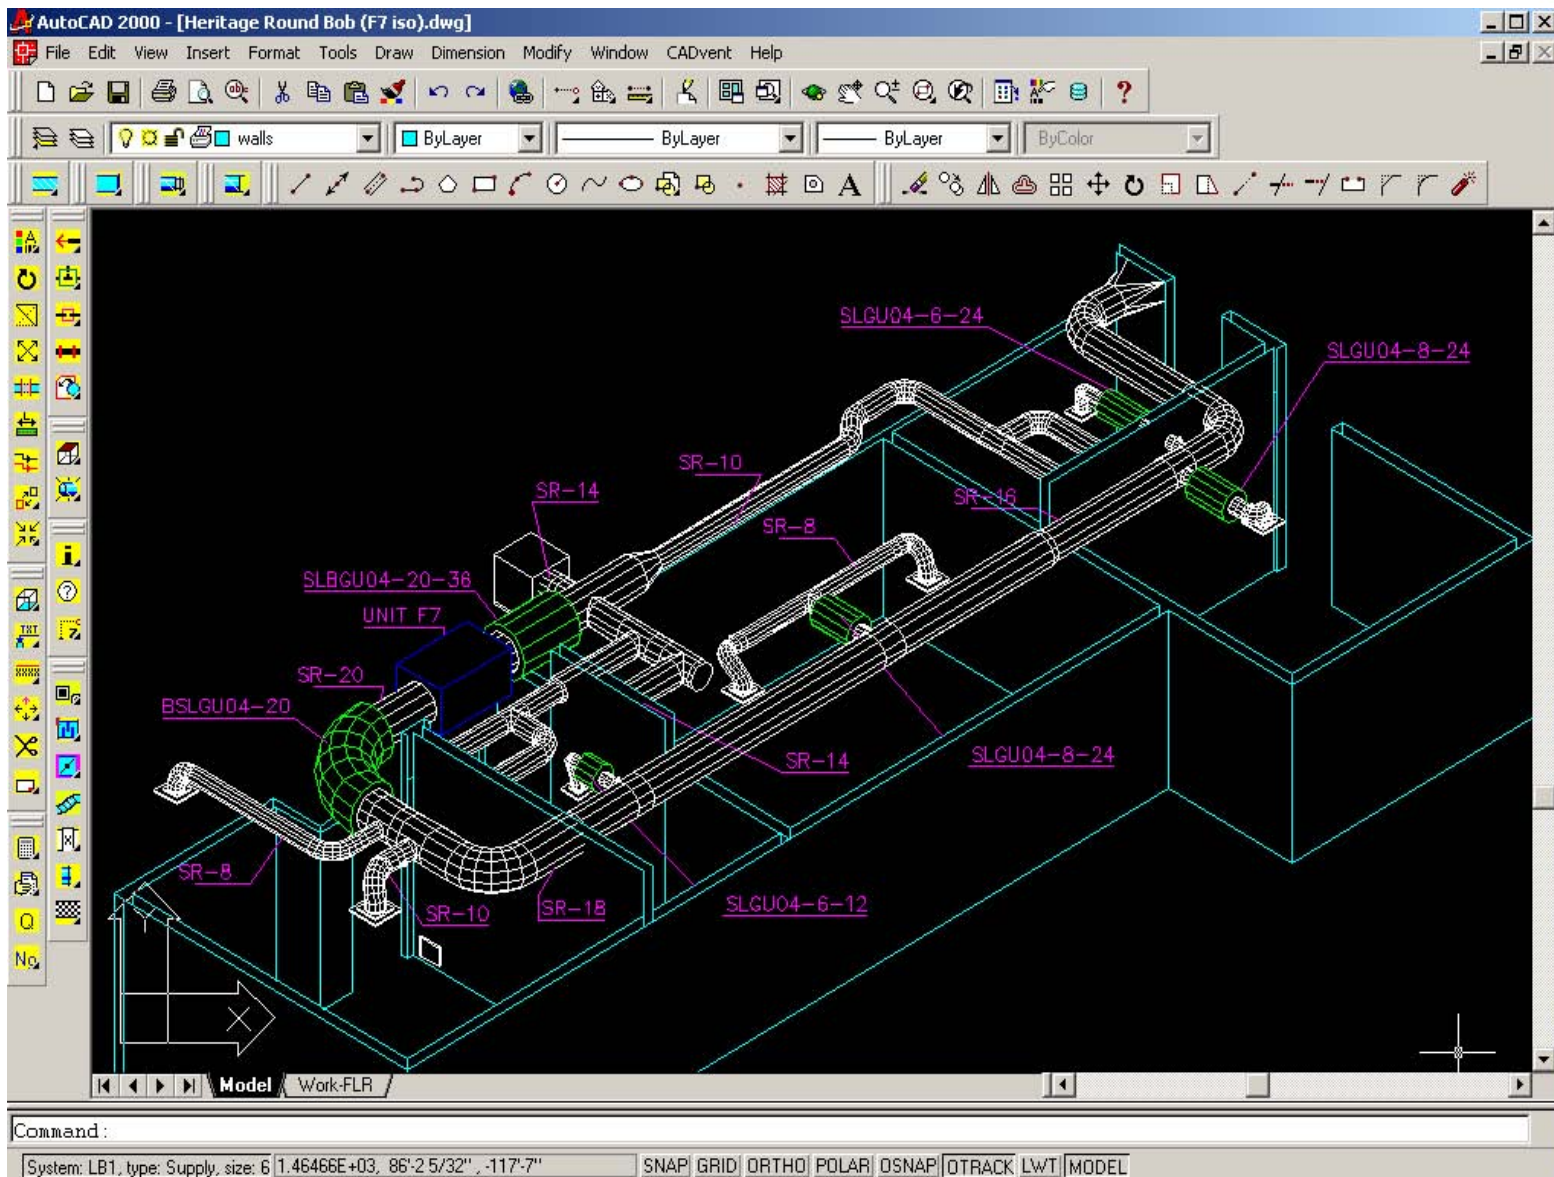 AutoCAD 2000 - [Heritage Round Bob (F7 iso).dwg]
File Edit View Insert Format Tools Draw Dimension Modify Window CADvent Help
walls ByLayer ByLayer ByLayer ByColor
SLGU04-6-24
SLGU04-8-24
SR-10
SR-14
SR-16
SR-8
SLBGU04-20-36
UNIT F7
SR-20
BSLGU04-20
SR-14
SLGU04-8-24
SR-8
SR-10
SR-18
SLGU04-6-12
X
Model Work-FLR
Command:
System: LB1, type: Supply, size: 6 1.46466E+03, 86'-2 5/32" , -117'-7" SNAP GRID ORTHO POLAR OSNAP OTRACK LWT MODEL